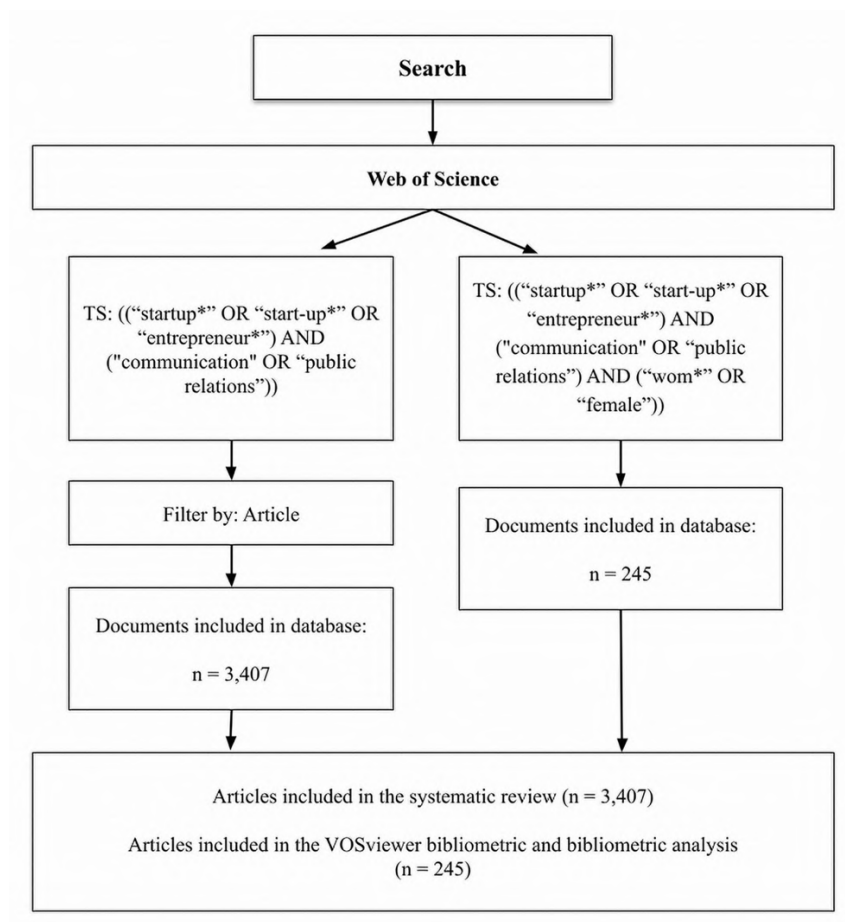 Search
Web of Science
TS: ((“startup*” OR “start-up*” OR
“entrepreneur*”) AND
("communication" OR “public
relations”))
TS: ((“startup*” OR “start-up*” OR
“entrepreneur*”) AND
("communication" OR “public
relations”) AND (“wom*” OR
“female”))
Filter by: Article
Documents included in database:
n = 245
Documents included in database:
n = 3,407
Articles included in the systematic review (n = 3,407)
Articles included in the VOSviewer bibliometric and bibliometric analysis
(n = 245)